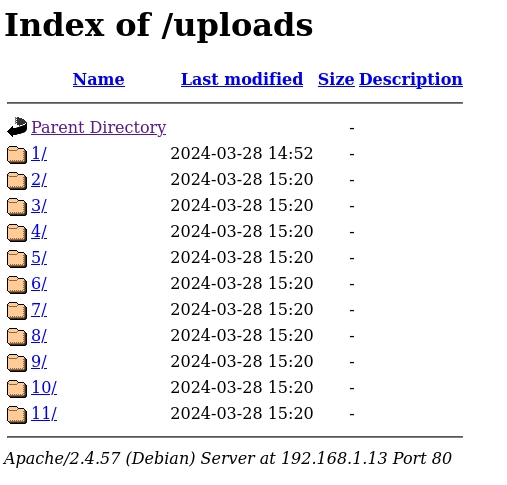 Index of /uploads
Name Last modified Size Description
Parent Directory -
1/ 2024-03-28 14:52 -
2/ 2024-03-28 15:20 -
3/ 2024-03-28 15:20 -
4/ 2024-03-28 15:20 -
5/ 2024-03-28 15:20 -
6/ 2024-03-28 15:20 -
7/ 2024-03-28 15:20 -
8/ 2024-03-28 15:20 -
9/ 2024-03-28 15:20 -
10/ 2024-03-28 15:20 -
11/ 2024-03-28 15:20 -
Apache/2.4.57 (Debian) Server at 192.168.1.13 Port 80